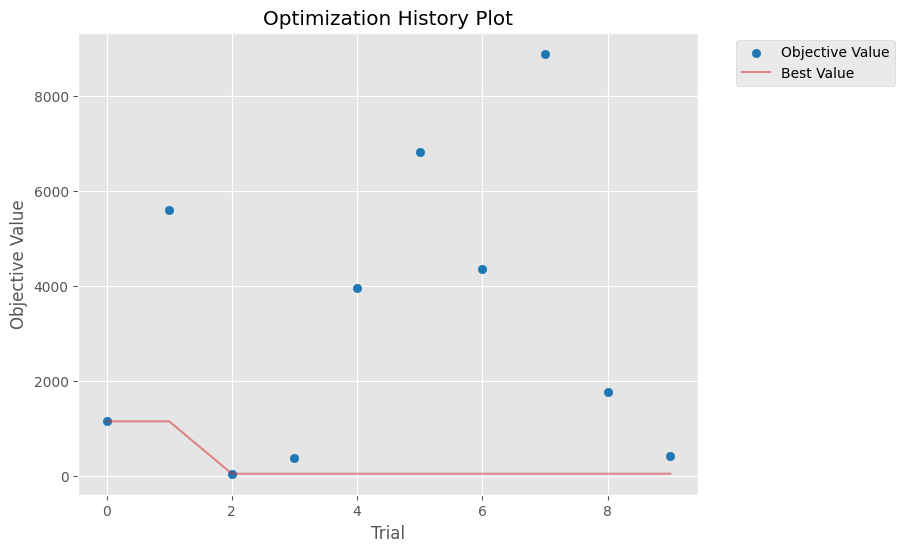 Optimization History Plot
Objective Value
Best Value
8000
6000
4000
2000
0
Objective Value
0 2 4 6 8
Trial